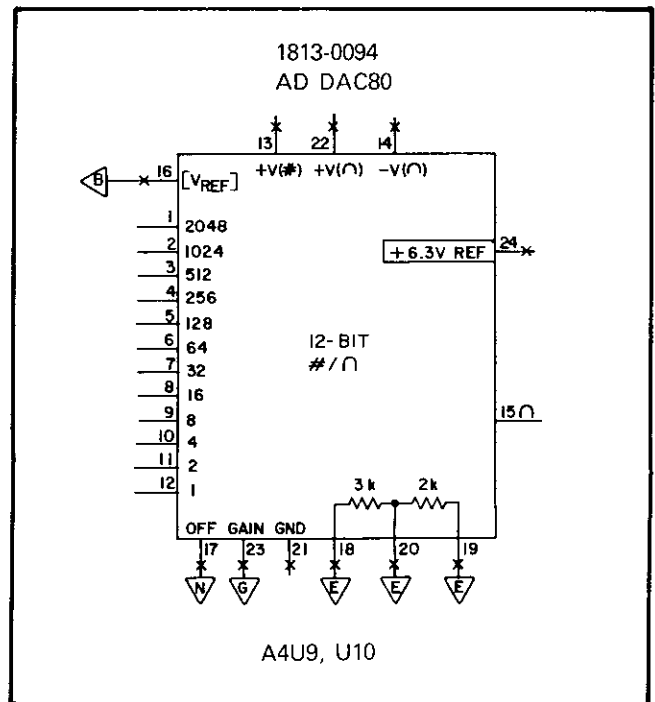 1813-0094
AD DAC80
13 22 14
+V(#) +V(∩) -V(∩)
B 16 [VREF]
1 2048
2 1024
+6.3V REF 24
3 512
4 256
5 128
6 64
12-BIT
#/∩
7 32
8 16
9 8
15 ∩
10 4
11 2
12 1
3k 2k
OFF GAIN GND
17 23 21 18 20 19
N G E E E
A4U9, U10